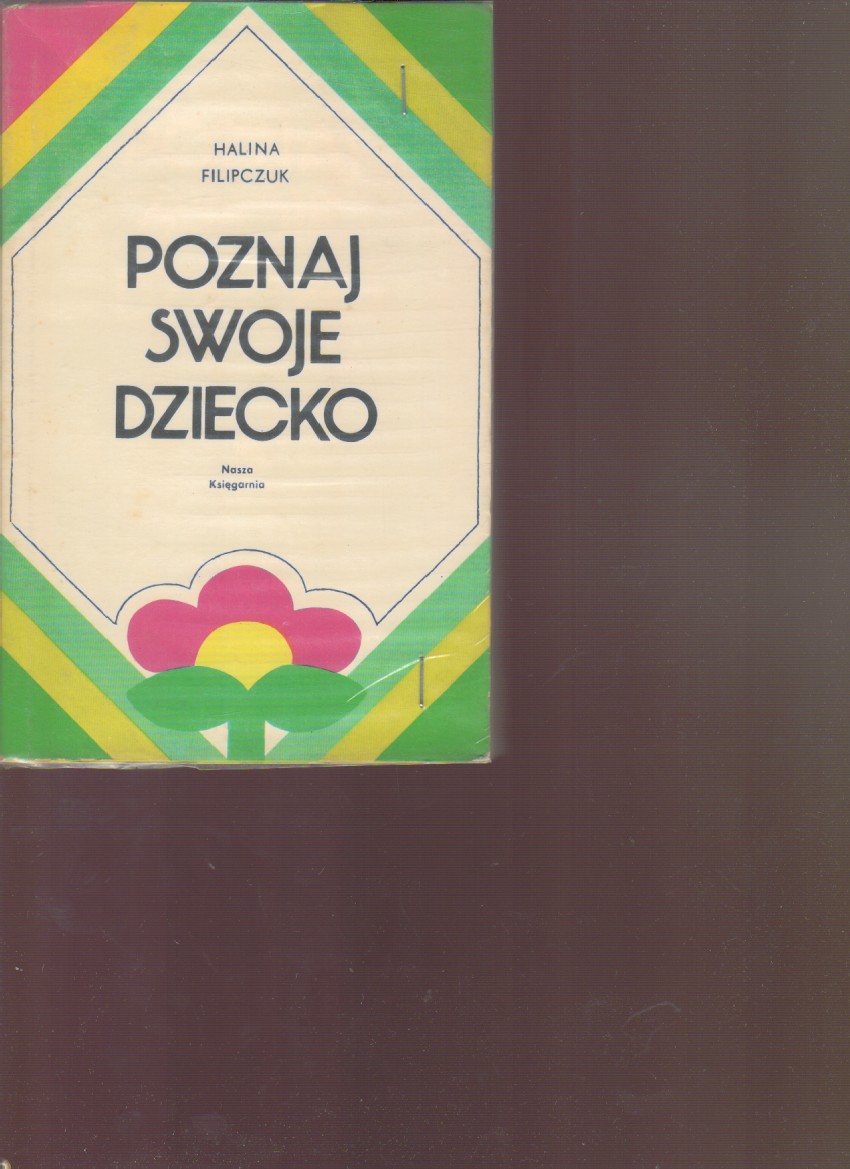 HALINA
FILIPCZUK
POZNAJ
SWOJE
DZIECKO
Nasza
Księgarnia